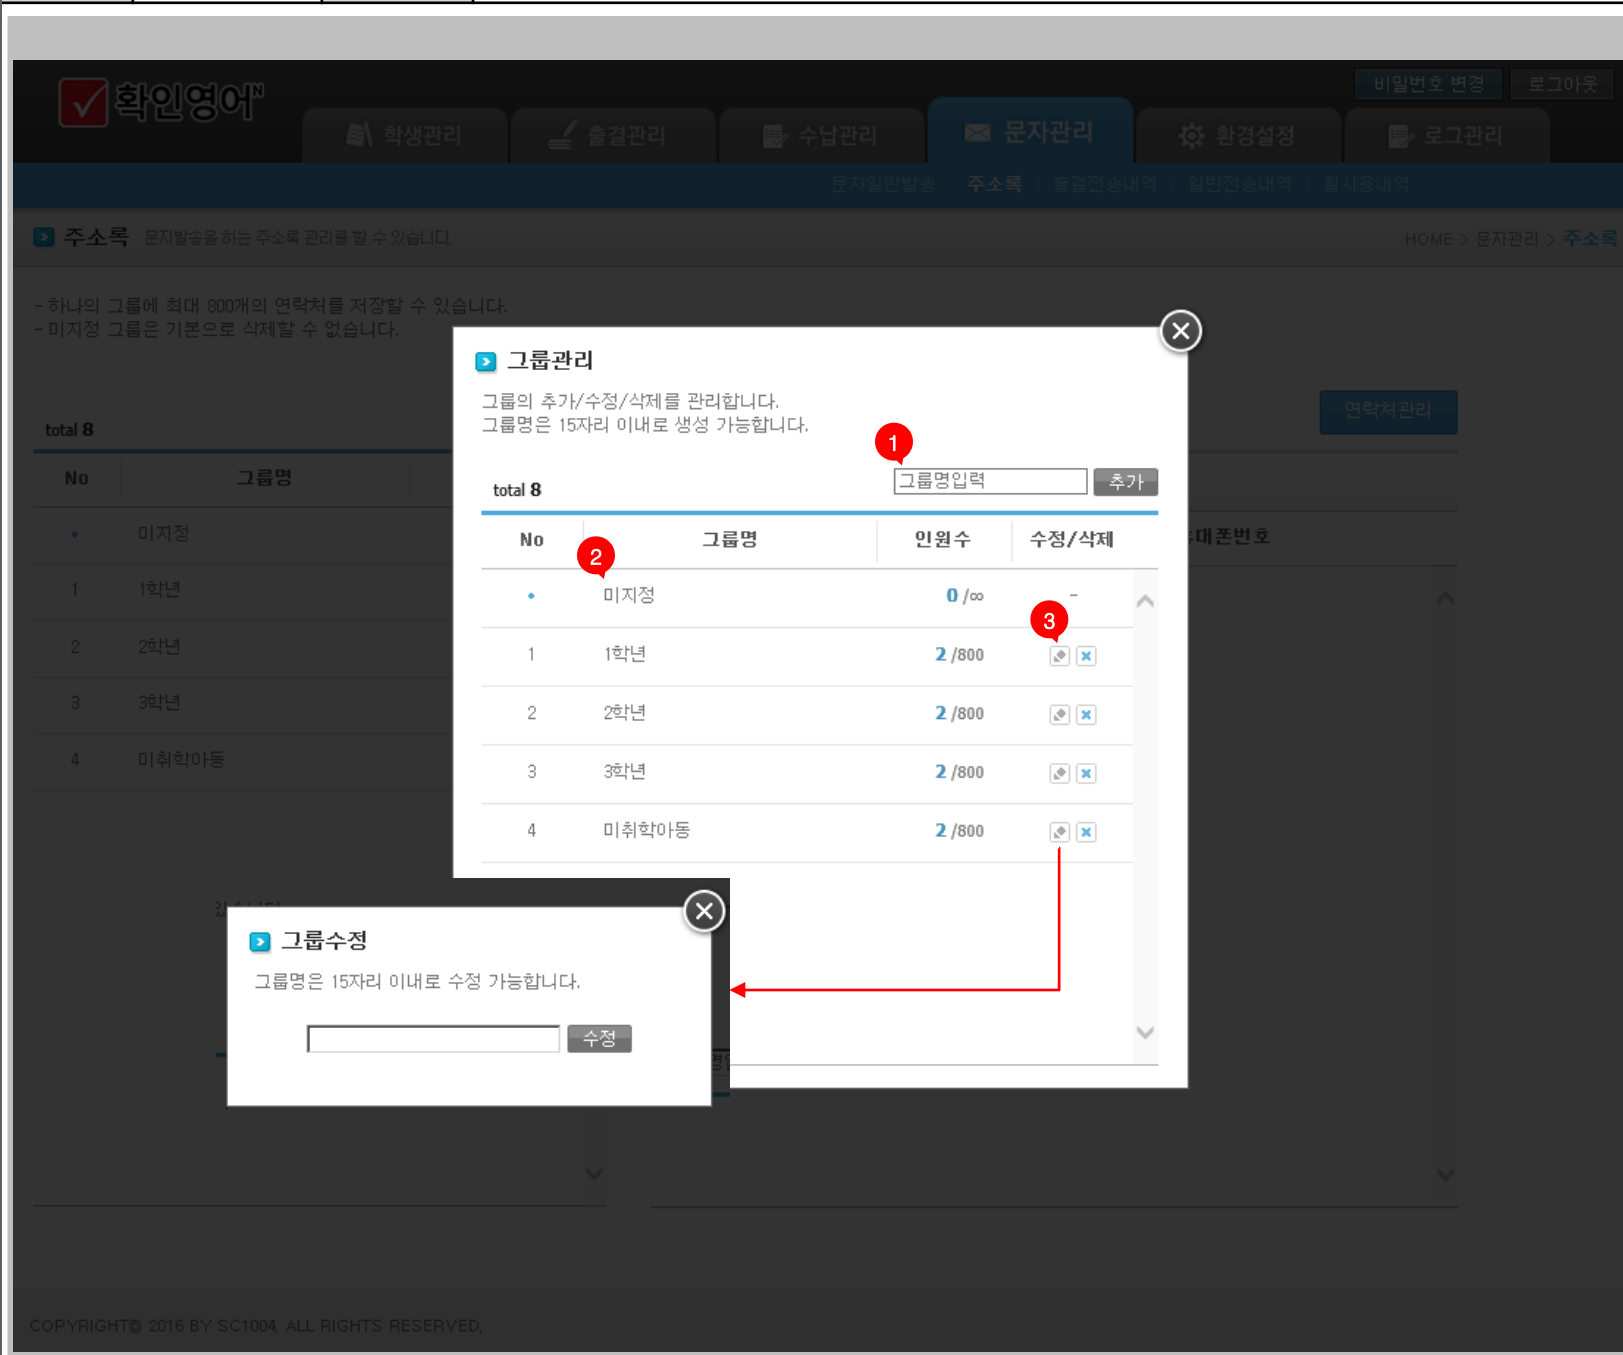 확인영어
비밀번호 변경 로그아웃
학생관리 출결관리 수납관리 문자관리 환경설정 로그관리
문자일반발송 주소록 출결전송내역 일반전송내역
주소록 문자발송을 하는 주소록 관리를 할 수 있습니다.
HOME > 문자관리 > 주소록
- 하나의 그룹에 최대 800개의 연락처를 저장할 수 있습니다.
- 미지정 그룹은 기본으로 삭제할 수 없습니다.
연락처관리
total 8
No 그룹명
미지정
1 1학년
2 2학년
3 3학년
4 미취학아동
대폰번호
그룹관리
그룹의 추가/수정/삭제를 관리합니다.
그룹명은 15자리 이내로 생성 가능합니다.
1
total 8
그룹명입력 추가
No 그룹명 인원수 수정/삭제
2
미지정 0 /∞ -
3
1 1학년 2 /800
2 2학년 2 /800
3 3학년 2 /800
4 미취학아동 2 /800
그룹수정
그룹명은 15자리 이내로 수정 가능합니다.
수정
COPYRIGHT© 2016 BY SC1004, ALL RIGHTS RESERVED.